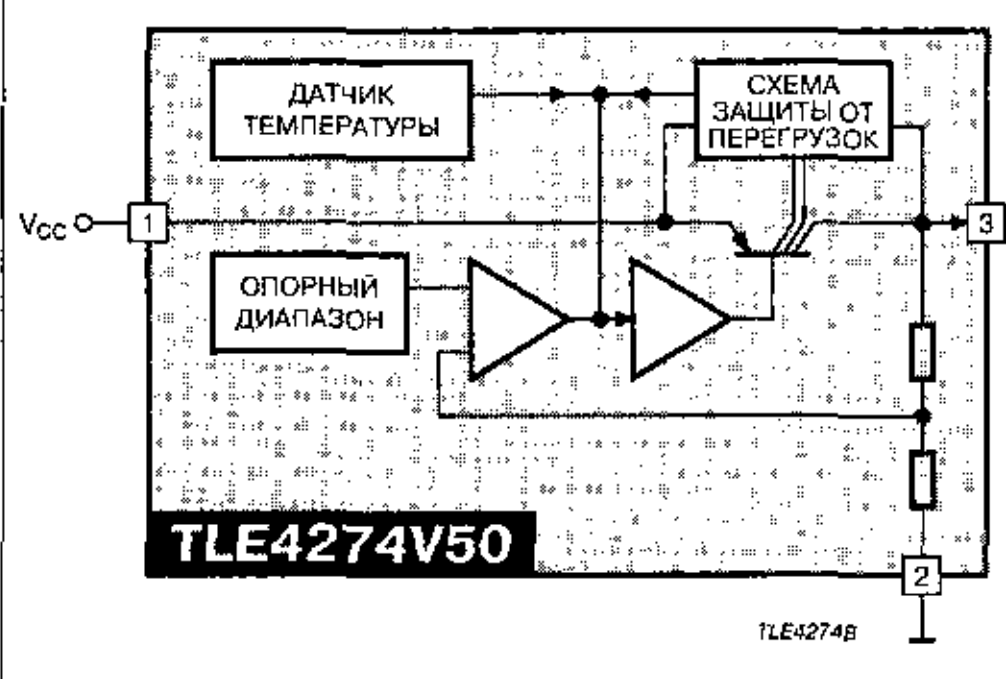 ДАТЧИК
ТЕМПЕРАТУРЫ
СХЕМА
ЗАЩИТЫ ОТ
ПЕРЕГРУЗОК
VCC
1
3
ОПОРНЫЙ
ДИАПАЗОН
TLE4274V50
2
TLE4274B